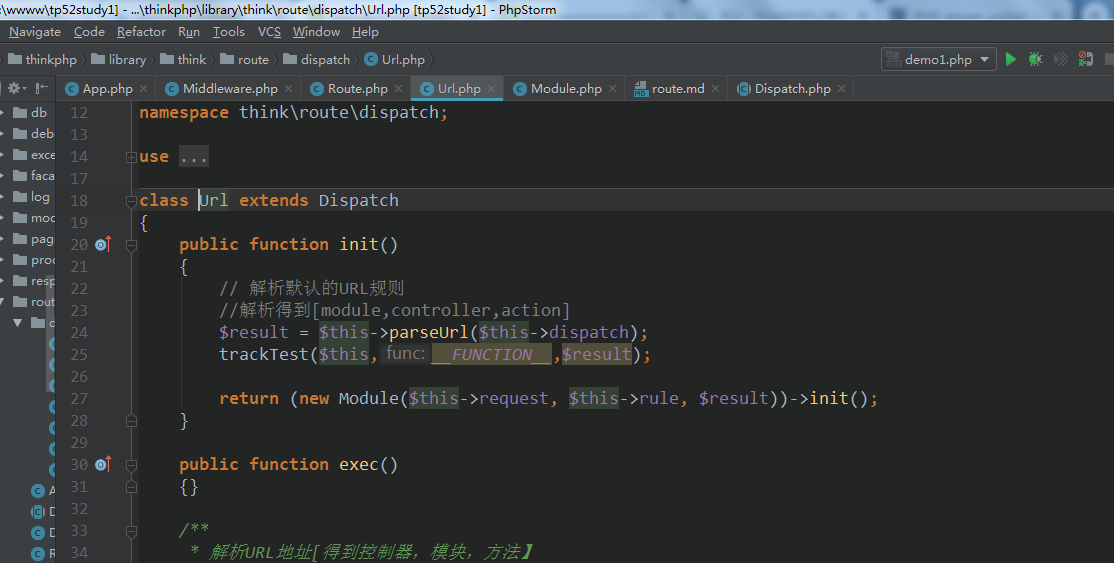 :\wwww\tp52study1] - ...\thinkphp\library\think\route\dispatch\Url.php [tp52study1] - PhpStorm
Navigate Code Refactor Run Tools VCS Window Help
thinkphp library think route dispatch Url.php demo1.php
App.php Middleware.php Route.php Url.php Module.php route.md Dispatch.php
db
deb
exce
faca
log
mod
pag
proc
resp
rout
d
12 namespace think\route\dispatch;
13
14 use ...
17
18 class Url extends Dispatch
19 {
20 public function init()
21 {
22 // 解析默认的URL规则
23 //解析得到[module,controller,action]
24 $result = $this->parseUrl($this->dispatch);
25 trackTest($this, func: __FUNCTION__,$result);
26
27 return (new Module($this->request, $this->rule, $result))->init();
28 }
29
30 public function exec()
31 {}
32
33 /**
34 * 解析URL地址[得到控制器，模块，方法】